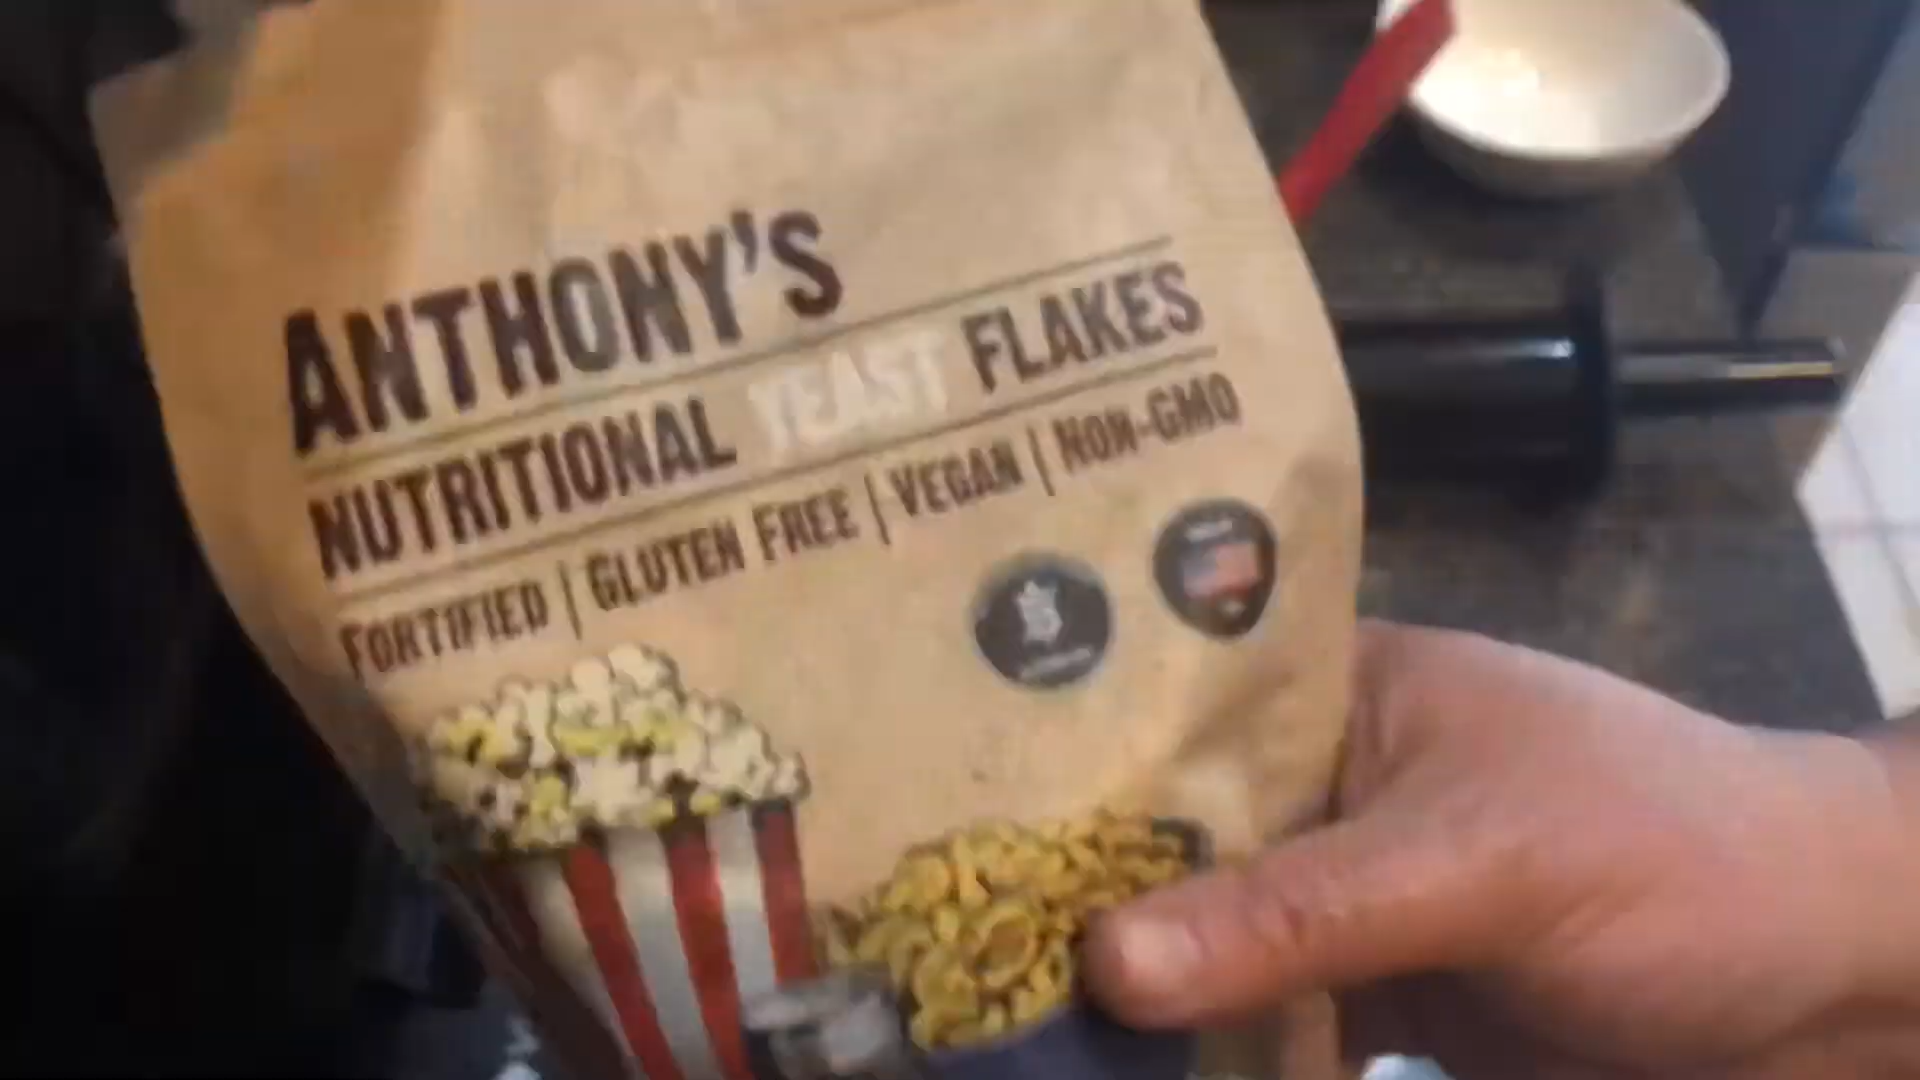 ANTHONY'S
NUTRITIONAL YEAST FLAKES
FORTIFIED | GLUTEN FREE | VEGAN | NON-GMO